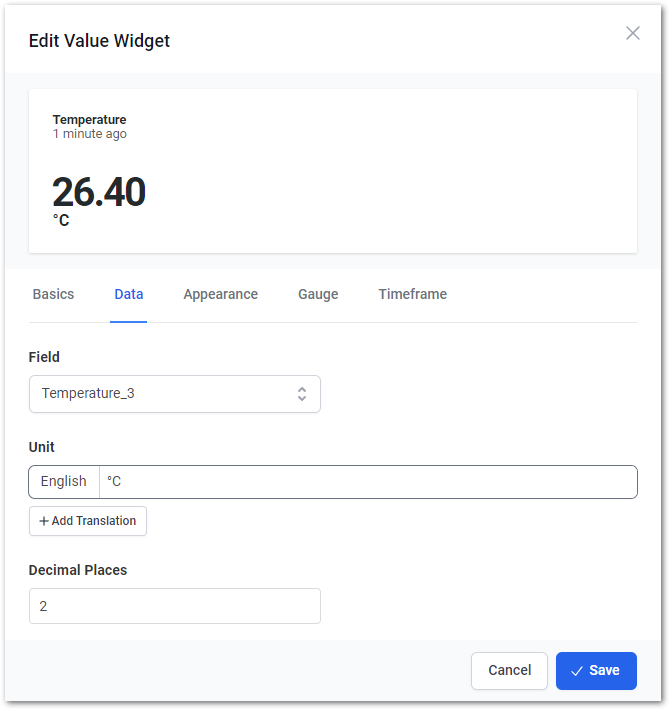 Edit Value Widget
Temperature
1 minute ago
26.40
°C
Basics Data Appearance Gauge Timeframe
Field
Temperature_3
Unit
English °C
+ Add Translation
Decimal Places
2
Cancel Save